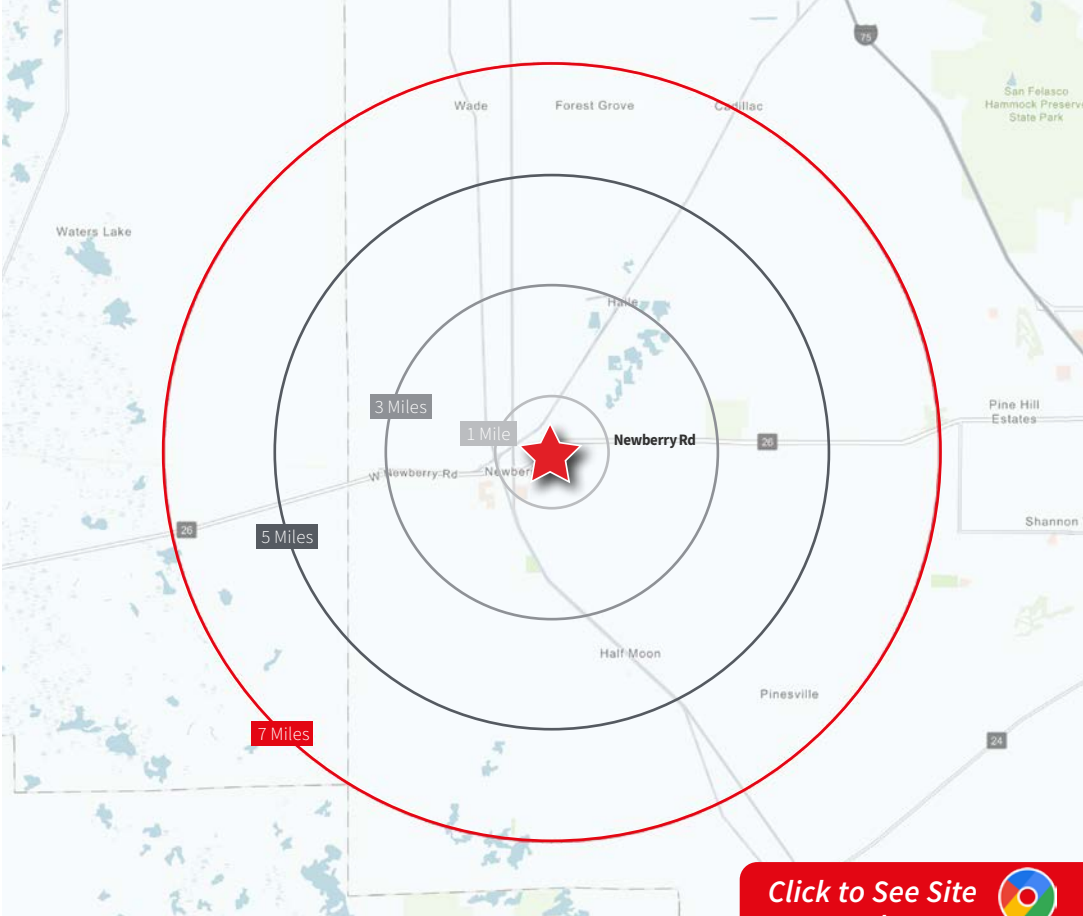 75
San Felasco
Hammock Preserve
State Park
Wade
Forest Grove
Cadillac
Waters Lake
Haile
3 Miles
1 Mile
Newberry Rd
26
Pine Hill
Estates
W Newberry Rd
26
5 Miles
Shannon
Half Moon
Pinesville
7 Miles
24
Click to See Site